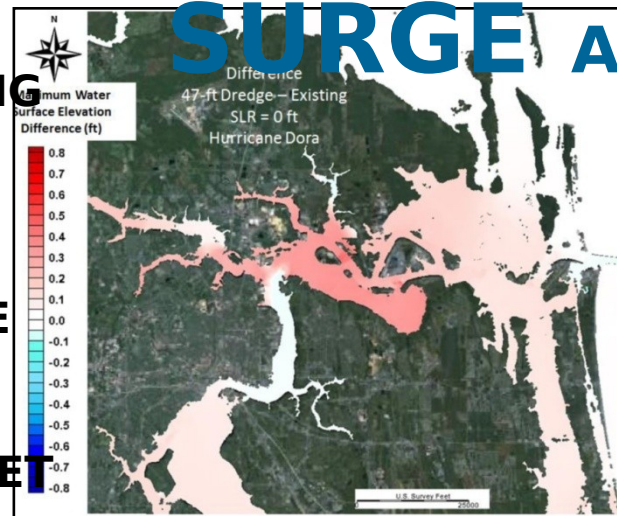 SURGE A
N
NG
Maximum Water
Surface Elevation
Difference (ft)
Difference
47-ft Dredge – Existing
SLR = 0 ft
Hurricane Dora
0.8
0.7
0.6
0.5
0.4
0.3
0.2
0.1
0.0
-0.1
-0.2
-0.3
-0.4
-0.5
-0.6
-0.7
-0.8
E
ET
U.S. Survey Feet
25000